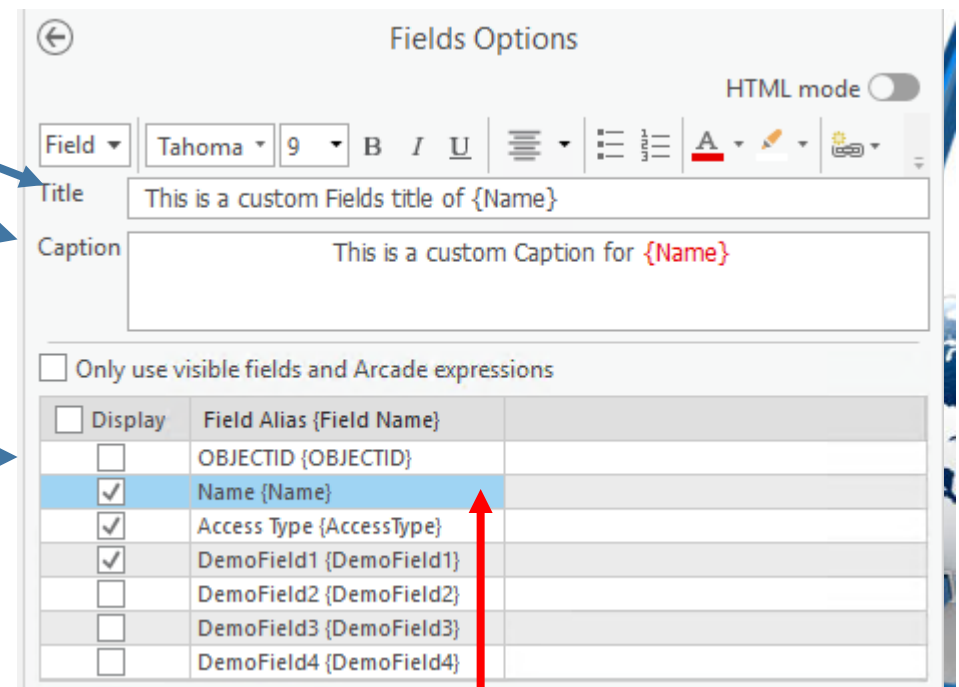 Fields Options
HTML mode
Field Tahoma 9 B I U A
Title This is a custom Fields title of {Name}
Caption This is a custom Caption for {Name}
Only use visible fields and Arcade expressions
Display Field Alias {Field Name}
OBJECTID {OBJECTID}
Name {Name}
Access Type {AccessType}
DemoField1 {DemoField1}
DemoField2 {DemoField2}
DemoField3 {DemoField3}
DemoField4 {DemoField4}